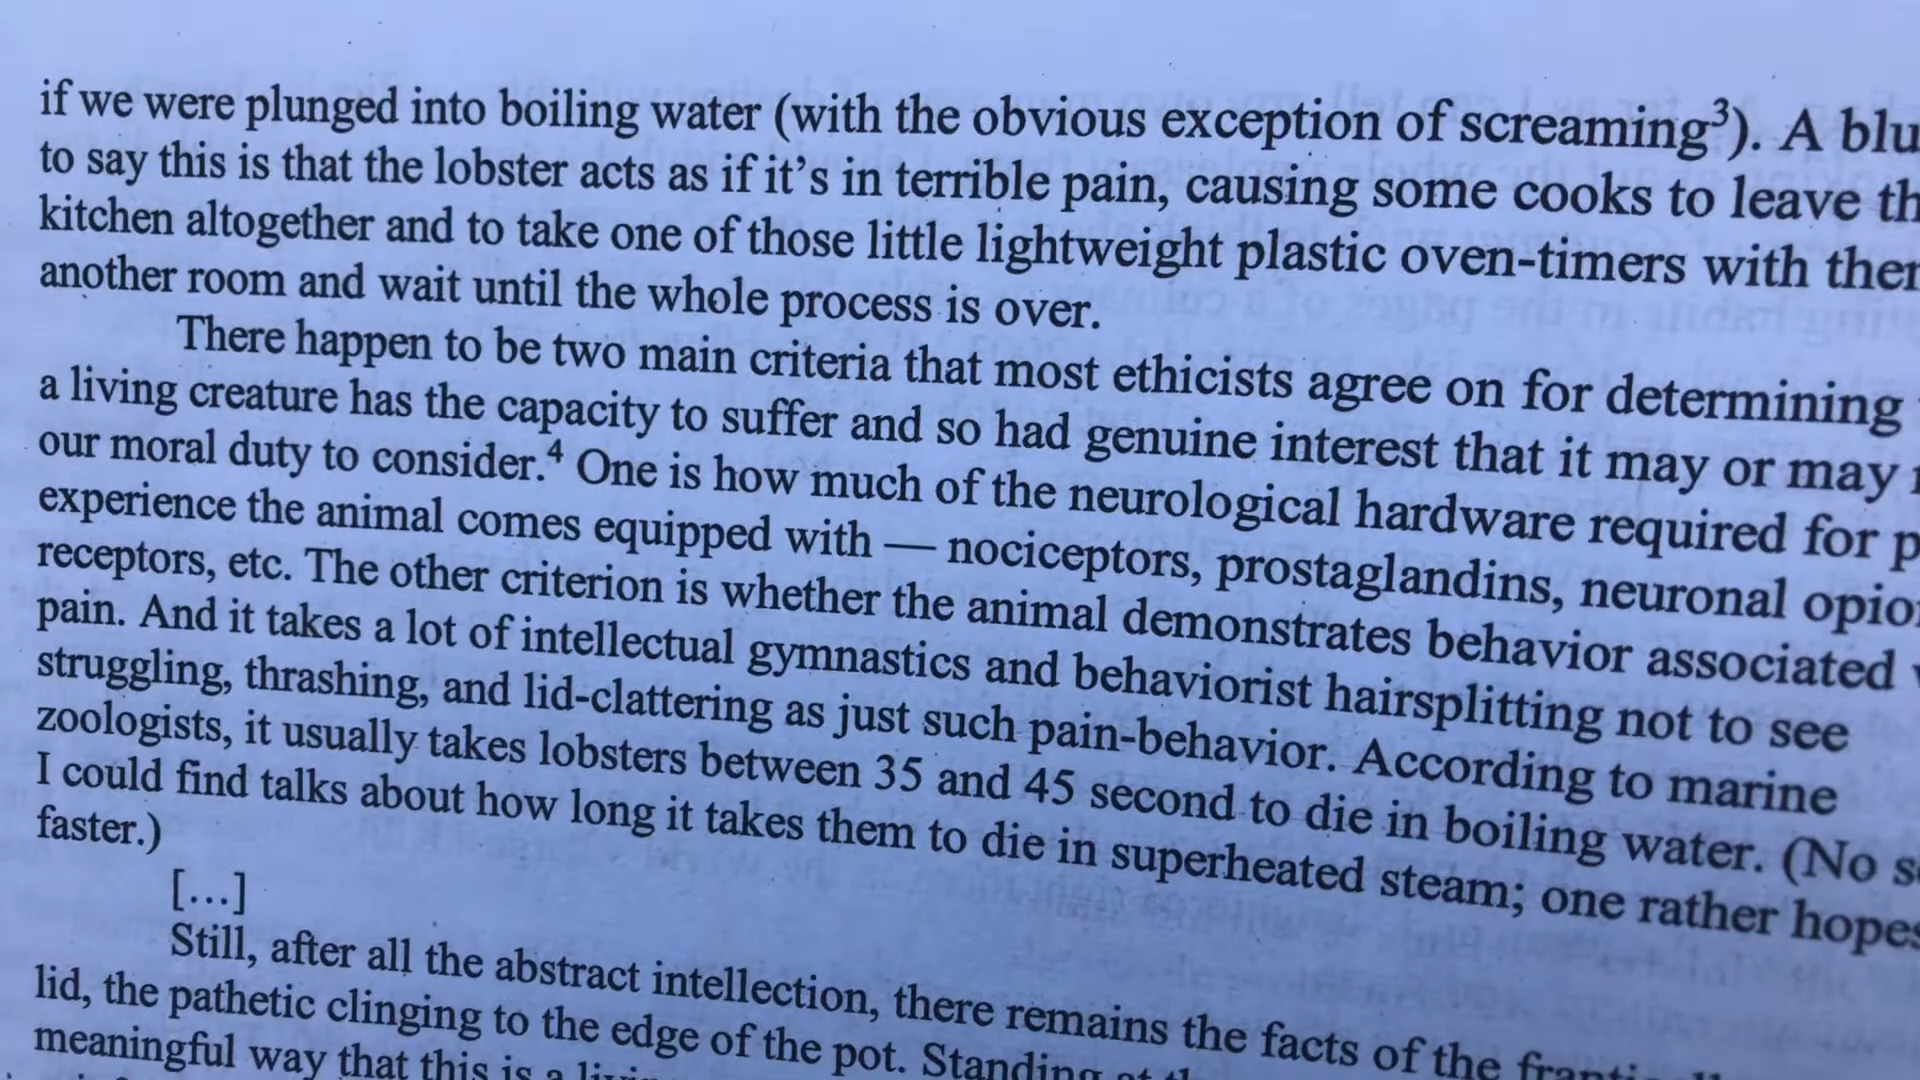 if we were plunged into boiling water (with the obvious exception of screaming³). A
to say this is that the lobster acts as if it's in terrible pain, causing some cooks to leave
kitchen altogether and to take one of those little lightweight plastic oven-timers with
another room and wait until the whole process is over.
There happen to be two main criteria that most ethicists agree on for determining
a living creature has the capacity to suffer and so had genuine interest that it may or may
our moral duty to consider.⁴ One is how much of the neurological hardware required for
experience the animal comes equipped with — nociceptors, prostaglandins, neuronal
receptors, etc. The other criterion is whether the animal demonstrates behavior associated
pain. And it takes a lot of intellectual gymnastics and behaviorist hairsplitting not to see
struggling, thrashing, and lid-clattering as just such pain-behavior. According to marine
zoologists, it usually takes lobsters between 35 and 45 second to die in boiling water. (No
I could find talks about how long it takes them to die in superheated steam; one rather hopes
faster.)
[...]
Still, after all the abstract intellection, there remains the facts of the
lid, the pathetic clinging to the edge of the pot. Standing at
meaningful way that this is a